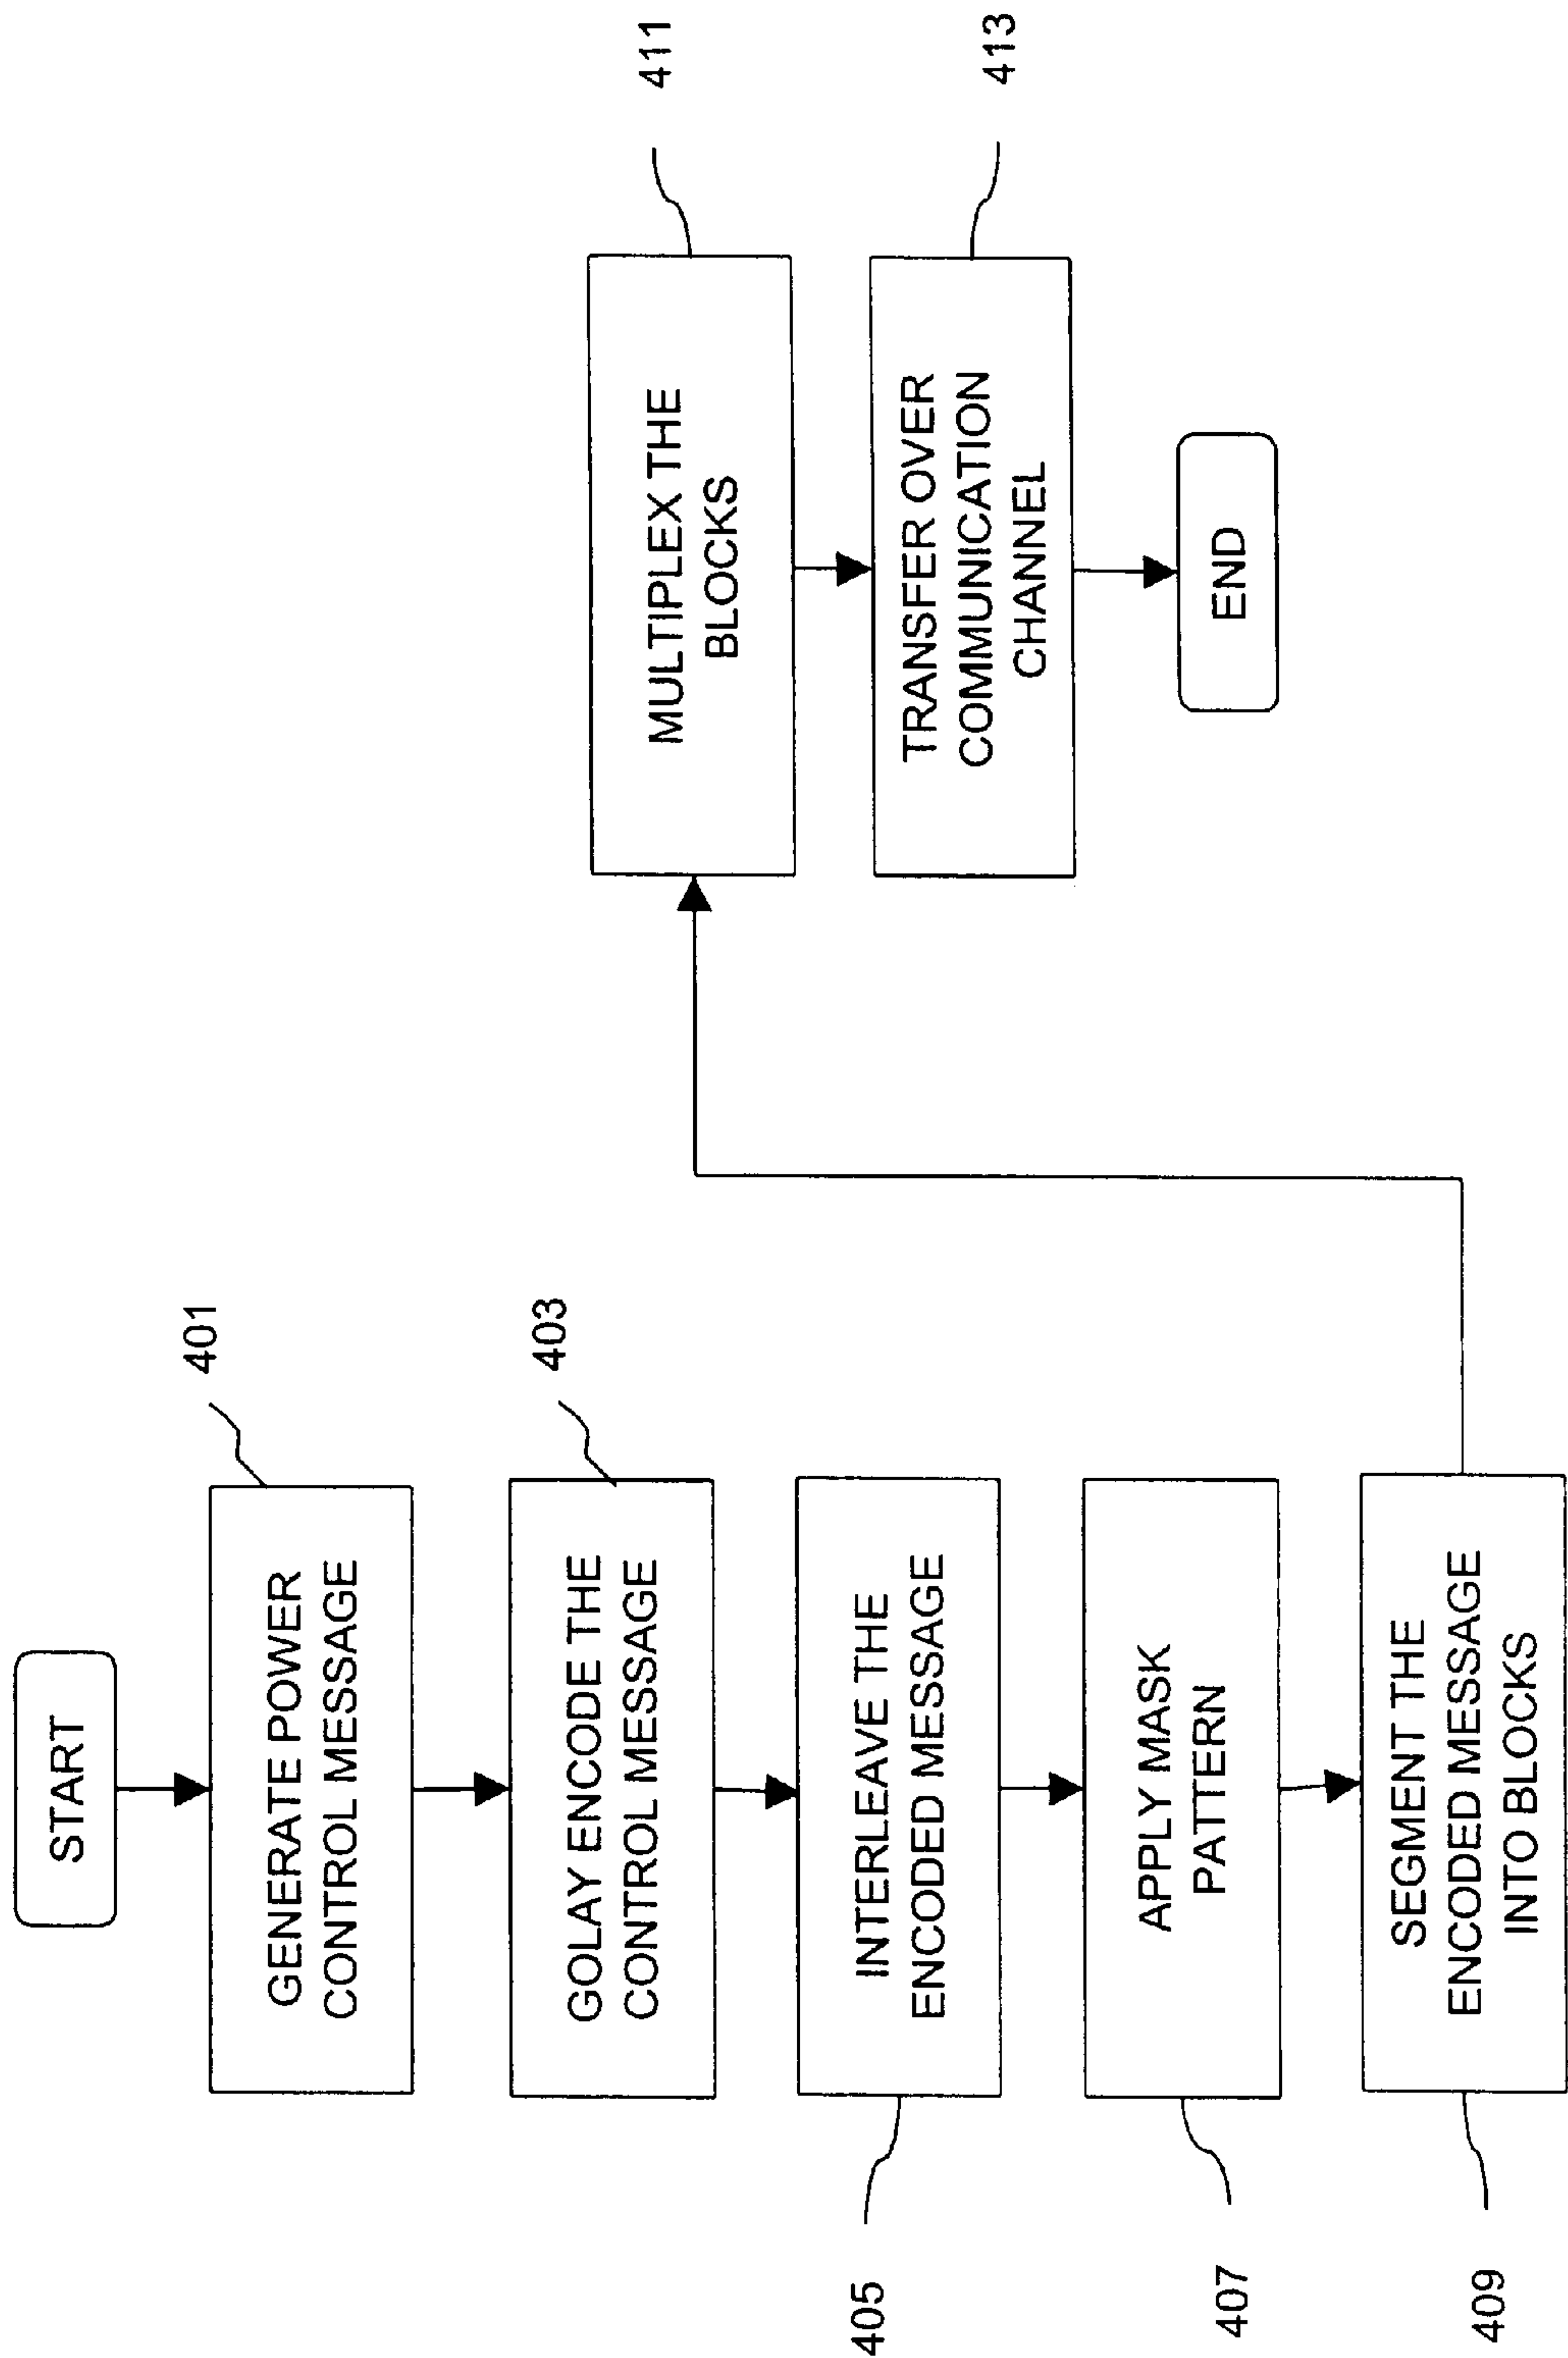 START
401
GENERATE POWER
CONTROL MESSAGE
403
GOLAY ENCODE THE
CONTROL MESSAGE
405
INTERLEAVE THE
ENCODED MESSAGE
407
APPLY MASK
PATTERN
409
SEGMENT THE
ENCODED MESSAGE
INTO BLOCKS
411
MULTIPLEX THE
BLOCKS
413
TRANSFER OVER
COMMUNICATION
CHANNEL
END